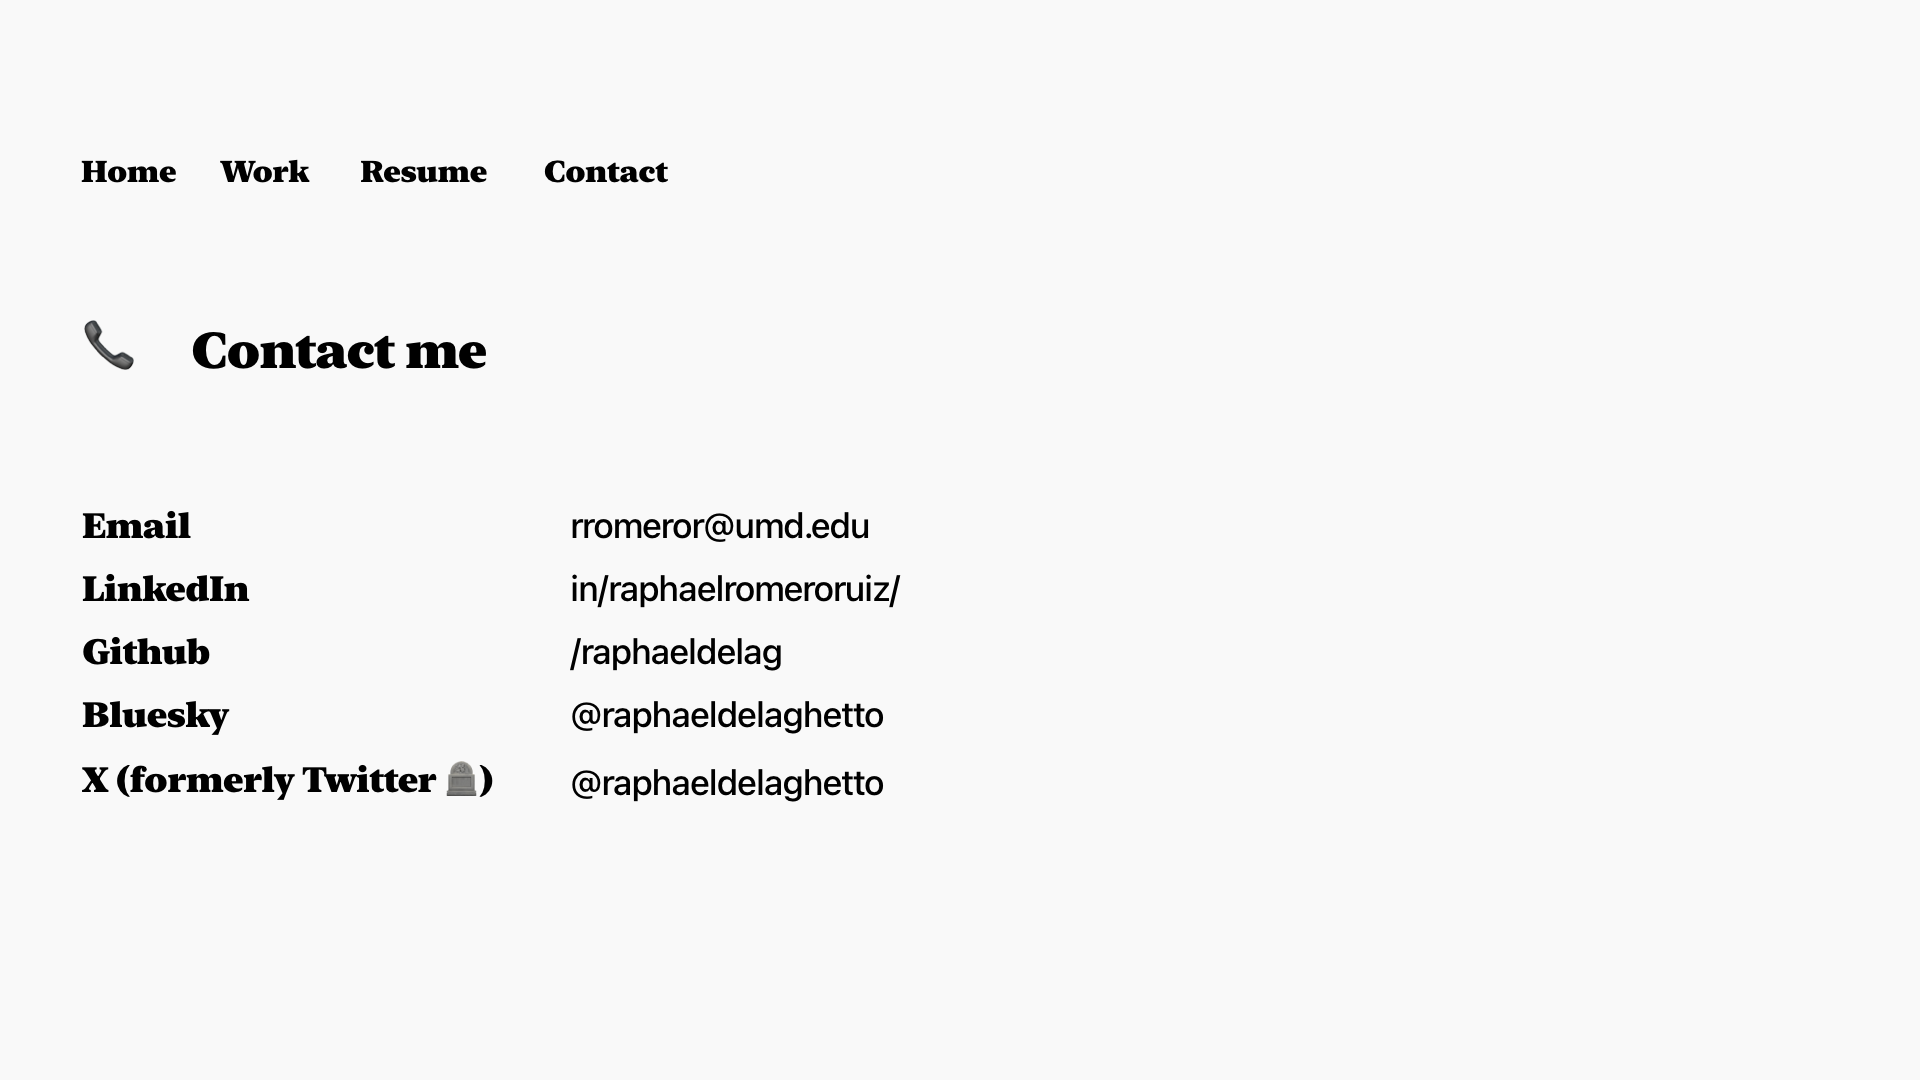 Home Work Resume Contact
📞 Contact me
Email rromeror@umd.edu
LinkedIn in/raphaelromeroruiz/
Github /raphaeldelag
Bluesky @raphaeldelaghetto
X (formerly Twitter 🪦) @raphaeldelaghetto